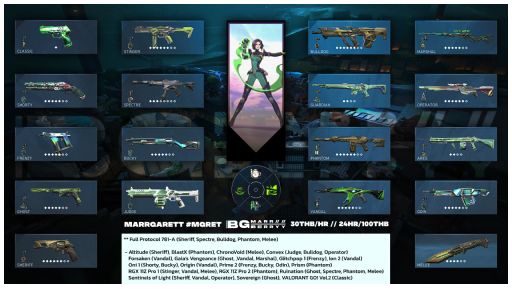 CLASSIC
STINGER
BULLDOG
MARSHAL
SHORTY
SPECTRE
GUARDIAN
OPERATOR
FRENZY
BUCKY
PHANTOM
ARES
GHOST
JUDGE
VANDAL
ODIN
SHERIFF
MELEE
MARRGARETT #MGRET BG MARR// BERRYY 30THB/HR // 24HR/100THB
** Full Protocol 781-A (Sheriff, Spectre, Bulldog, Phantom, Melee)
- Altitude (Sheriff), BlastX (Phantom), ChronoVoid (Melee), Convex (Judge, Bulldog, Operator)
Forsaken (Vandal), Gaia's Vengeance (Ghost, Vandal, Marshal), Glitchpop 1 (Frenzy), Ion 2 (Vandal)
Oni 1 (Shorty, Bucky), Origin (Vandal), Prime 2 (Frenzy, Bucky, Odin), Prism (Phantom)
RGX 11Z Pro 1 (Stinger, Vandal, Melee), RGX 11Z Pro 2 (Phantom), Ruination (Ghost, Spectre, Phantom, Melee)
Sentinels of Light (Sheriff, Vandal, Operator), Sovereign (Ghost), VALORANT GO! Vol.2 (Classic)